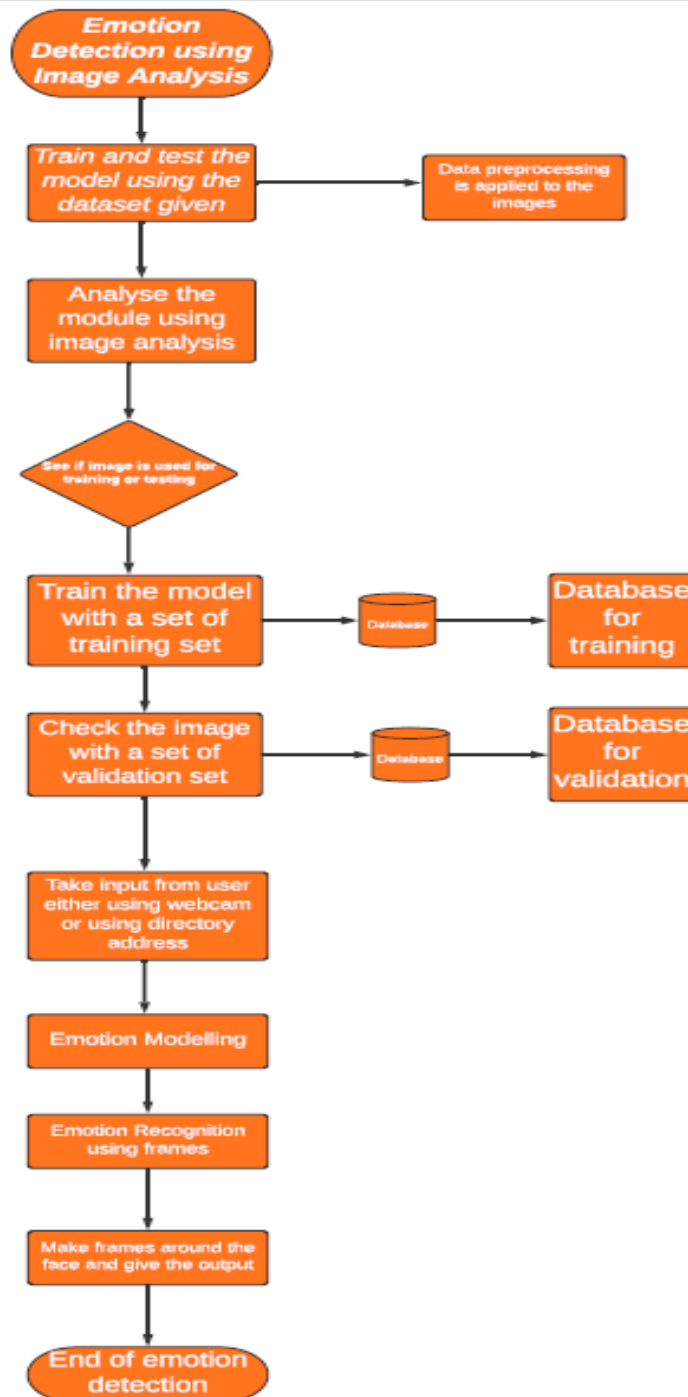 Emotion
Detection using
Image Analysis
Train and test the
model using the
dataset given
Data preprocessing
is applied to the
images
Analyse the
module using
image analysis
See if image is used for
training or testing
Train the model
with a set of
training set
Database
Database
for
training
Check the image
with a set of
validation set
Database
Database
for
validation
Take input from user
either using webcam
or using directory
address
Emotion Modelling
Emotion Recognition
using frames
Make frames around the
face and give the output
End of emotion
detection